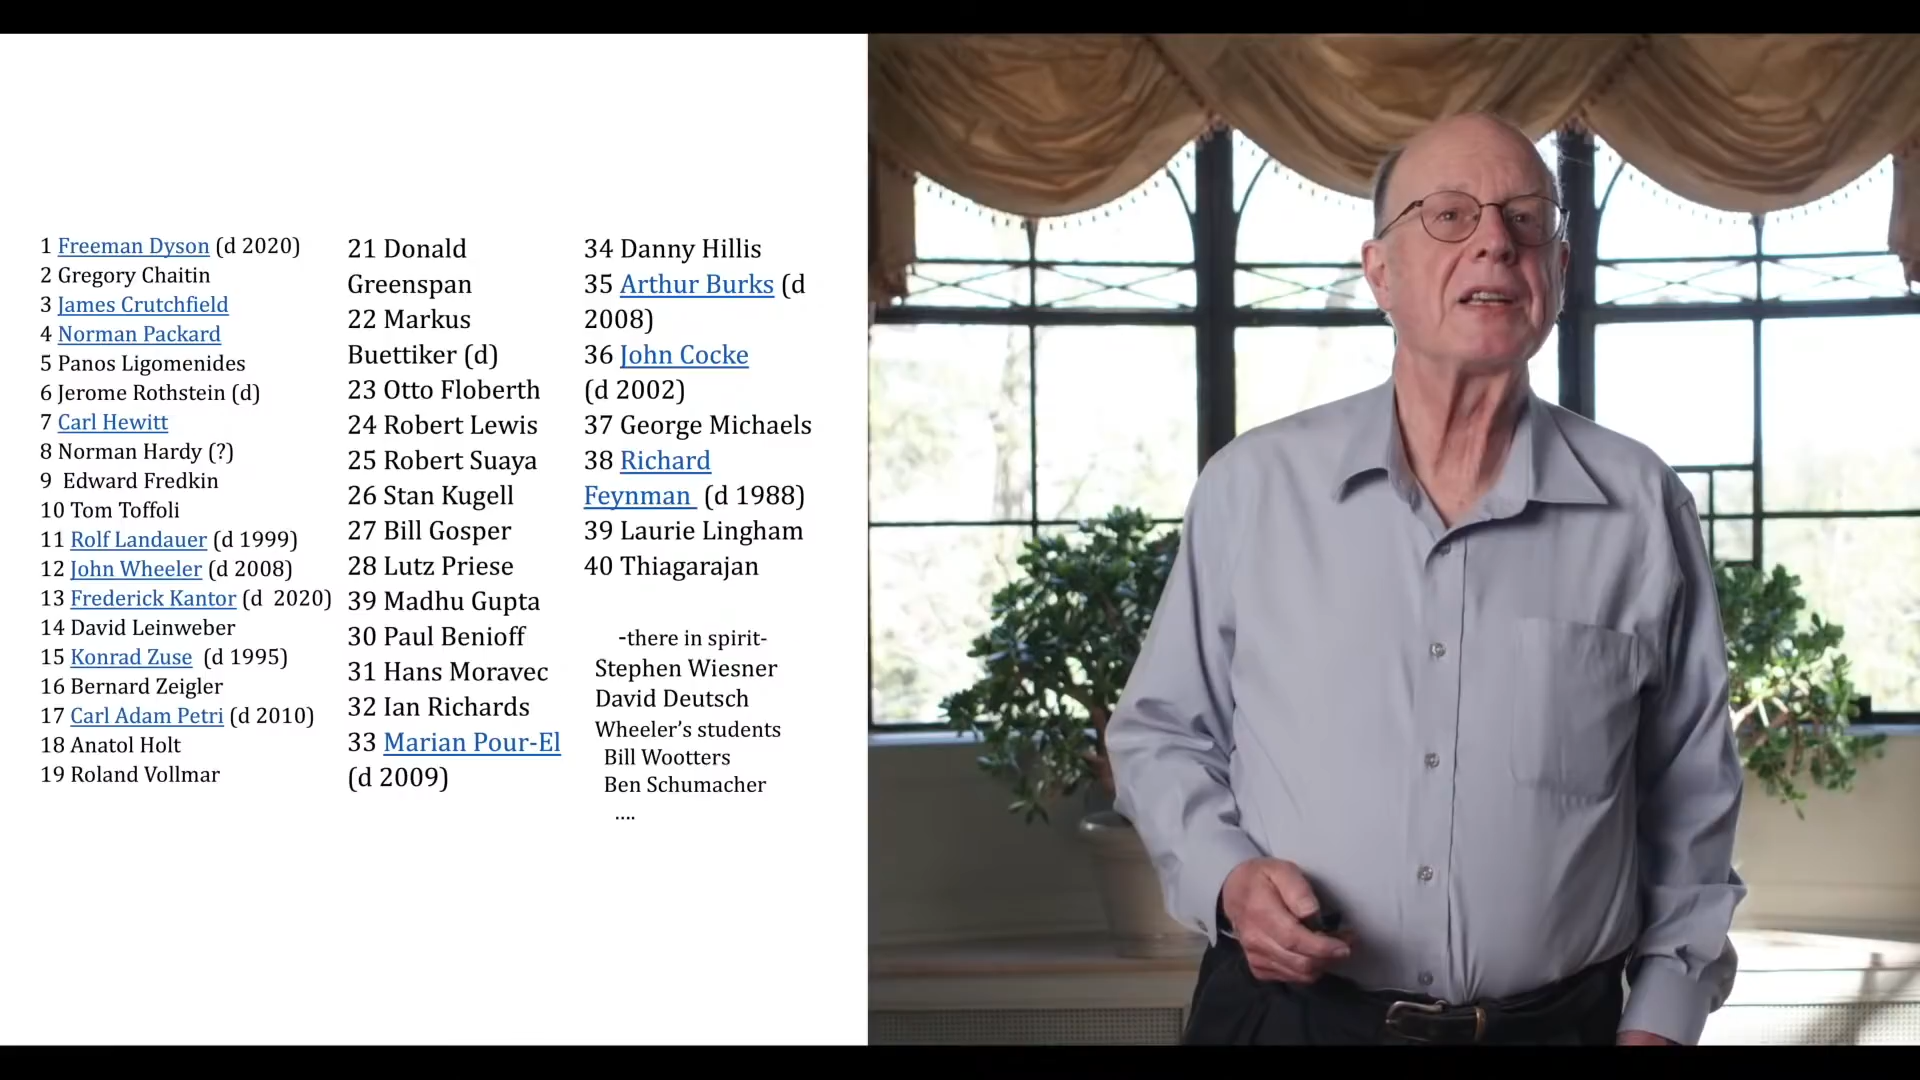 1 Freeman Dyson (d 2020)
2 Gregory Chaitin
3 James Crutchfield
4 Norman Packard
5 Panos Ligomenides
6 Jerome Rothstein (d)
7 Carl Hewitt
8 Norman Hardy (?)
9 Edward Fredkin
10 Tom Toffoli
11 Rolf Landauer (d 1999)
12 John Wheeler (d 2008)
13 Frederick Kantor (d 2020)
14 David Leinweber
15 Konrad Zuse (d 1995)
16 Bernard Zeigler
17 Carl Adam Petri (d 2010)
18 Anatol Holt
19 Roland Vollmar
21 Donald
Greenspan
22 Markus
Buettiker (d)
23 Otto Floberth
24 Robert Lewis
25 Robert Suaya
26 Stan Kugell
27 Bill Gosper
28 Lutz Priese
39 Madhu Gupta
30 Paul Benioff
31 Hans Moravec
32 Ian Richards
33 Marian Pour-El
(d 2009)
34 Danny Hillis
35 Arthur Burks (d
2008)
36 John Cocke
(d 2002)
37 George Michaels
38 Richard
Feynman (d 1988)
39 Laurie Lingham
40 Thiagarajan
-there in spirit-
Stephen Wiesner
David Deutsch
Wheeler’s students
Bill Wootters
Ben Schumacher
....